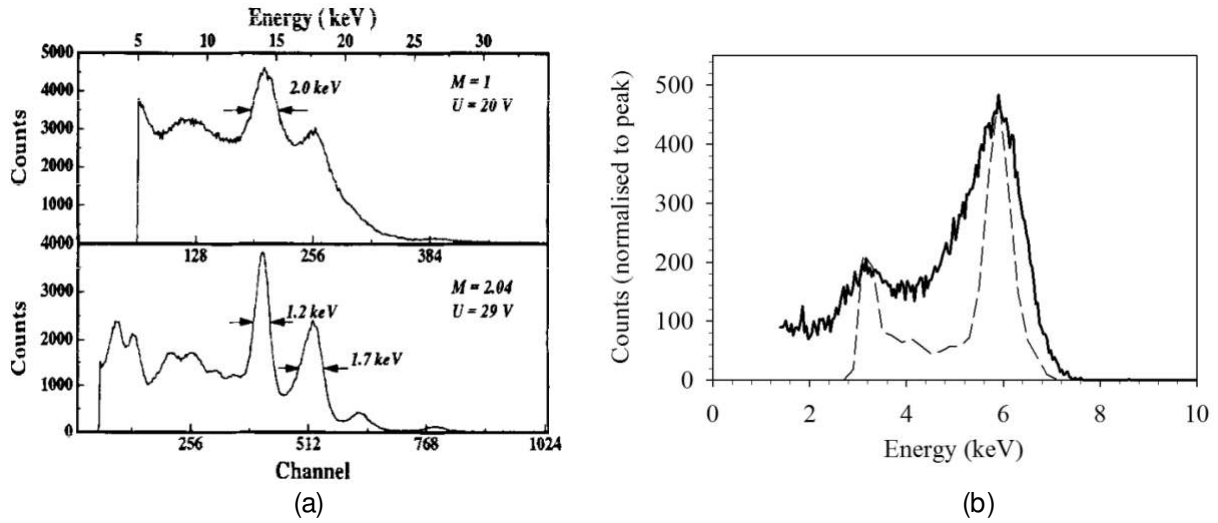 Energy ( keV )
5 10 15 20 25 30
5000
4000
3000
2000
1000
4000
Counts
M = 1
U = 20 V
2.0 keV
128 256 384
3000
2000
1000
0
Counts
M = 2.04
U = 29 V
1.2 keV
1.7 keV
256 512 768 1024
Channel
(a)
500
400
300
200
100
0
Counts (normalised to peak)
0 2 4 6 8 10
Energy (keV)
(b)